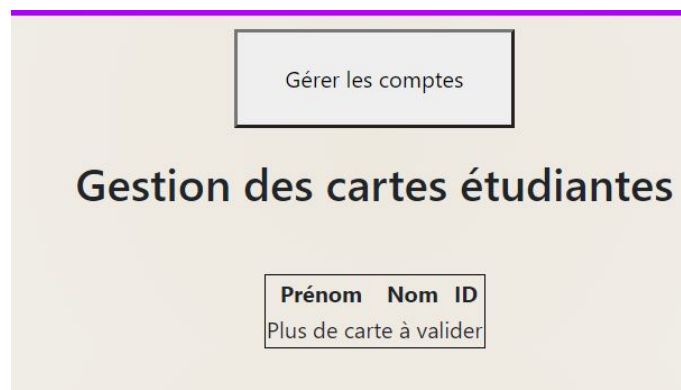 Gérer les comptes
Gestion des cartes étudiantes
Prénom Nom ID
Plus de carte à valider